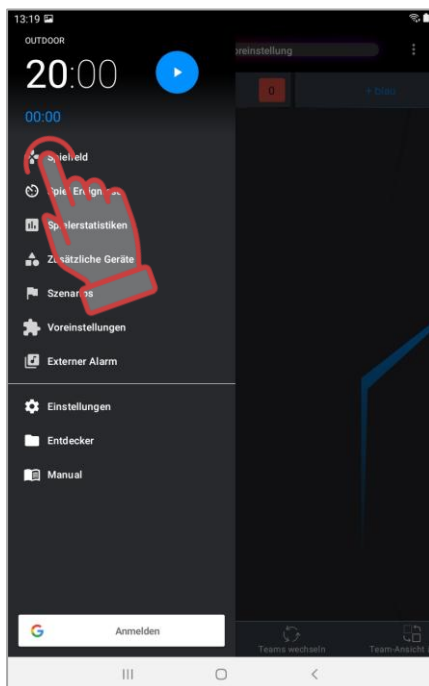 13:19
OUTDOOR
20:00
00:00
Spielfeld
Spiel Ereignisse
Spielerstatistiken
Zusätzliche Geräte
Szenarios
Voreinstellungen
Externer Alarm
Einstellungen
Entdecker
Manual
Anmelden
oreinstellung
0
+ blau
Teams wechseln
Team-Ansicht